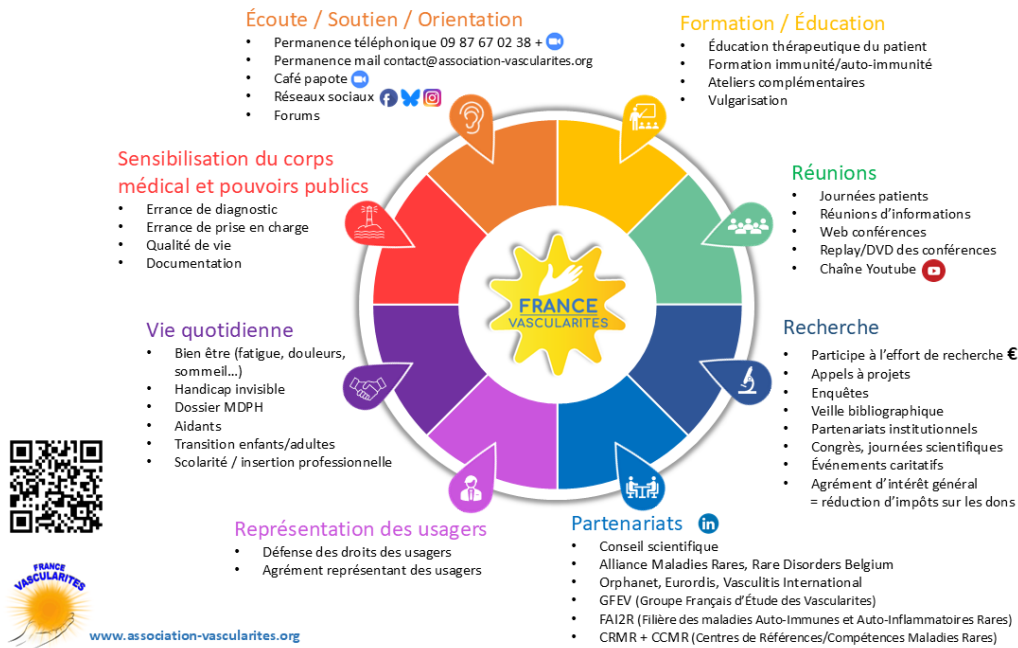 Écoute / Soutien / Orientation
• Permanence téléphonique 09 87 67 02 38 +
• Permanence mail contact@association-vascularites.org
• Café papote
• Réseaux sociaux
• Forums
Formation / Éducation
• Éducation thérapeutique du patient
• Formation immunité/auto-immunité
• Ateliers complémentaires
• Vulgarisation
Sensibilisation du corps
médical et pouvoirs publics
• Errance de diagnostic
• Errance de prise en charge
• Qualité de vie
• Documentation
Réunions
• Journées patients
• Réunions d’informations
• Web conférences
• Replay/DVD des conférences
• Chaîne Youtube
FRANCE
VASCULARITES
Vie quotidienne
• Bien être (fatigue, douleurs,
sommeil…)
• Handicap invisible
• Dossier MDPH
• Aidants
• Transition enfants/adultes
• Scolarité / insertion professionnelle
Recherche
• Participe à l’effort de recherche €
• Appels à projets
• Enquêtes
• Veille bibliographique
• Partenariats institutionnels
• Congrès, journées scientifiques
• Événements caritatifs
• Agrément d’intérêt général
= réduction d’impôts sur les dons
Représentation des usagers
• Défense des droits des usagers
• Agrément représentant des usagers
Partenariats in
• Conseil scientifique
• Alliance Maladies Rares, Rare Disorders Belgium
• Orphanet, Eurordis, Vasculitis International
• GFEV (Groupe Français d’Étude des Vascularites)
• FAI2R (Filière des maladies Auto-Immunes et Auto-Inflammatoires Rares)
• CRMR + CCMR (Centres de Références/Compétences Maladies Rares)
FRANCE
VASCULARITES
www.association-vascularites.org